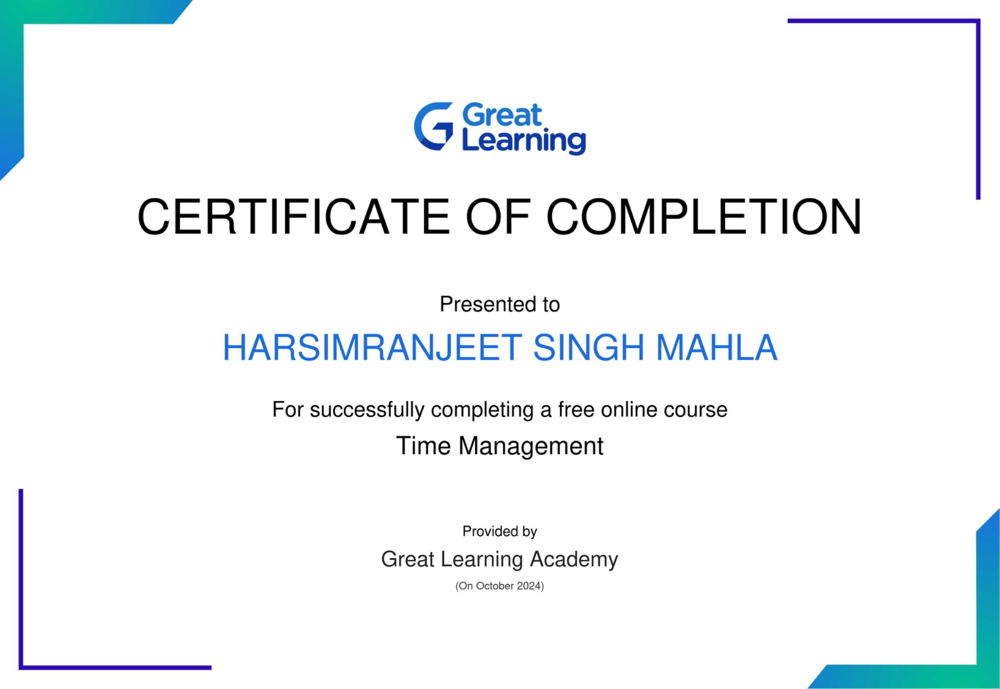 Great
Learning
CERTIFICATE OF COMPLETION
Presented to
HARSIMRANJEET SINGH MAHLA
For successfully completing a free online course
Time Management
Provided by
Great Learning Academy
(On October 2024)